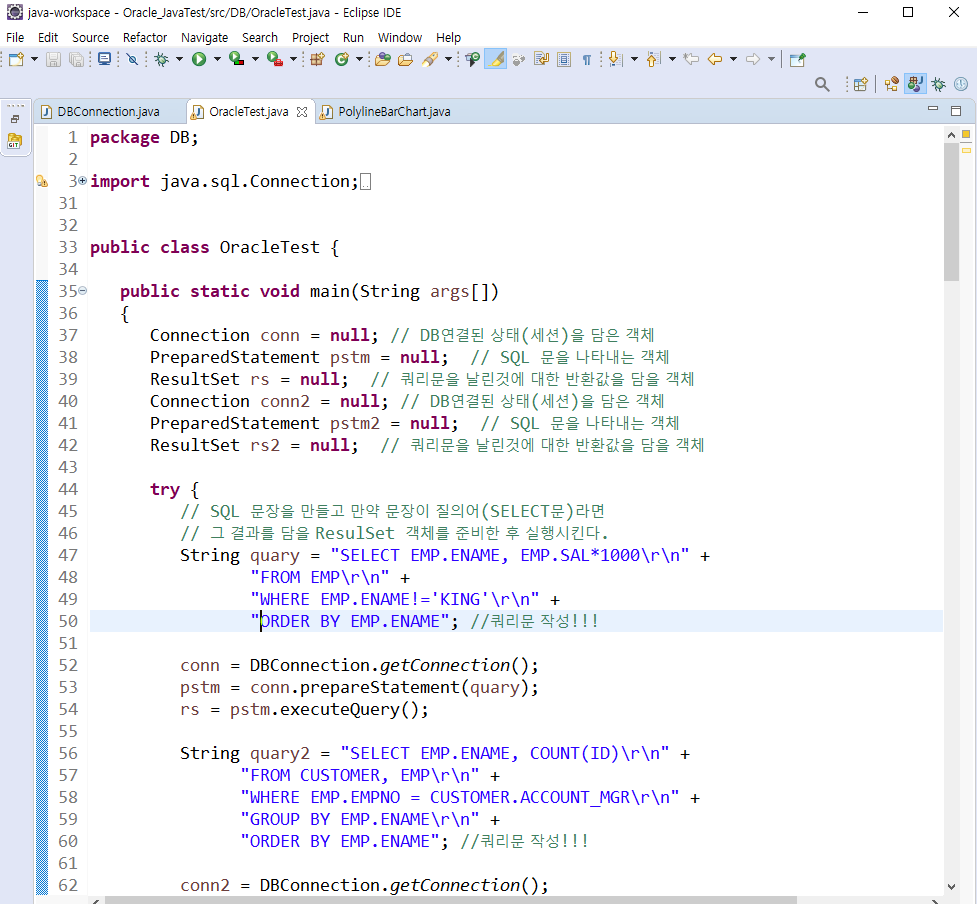 java-workspace - Oracle_JavaTest/src/DB/OracleTest.java - Eclipse IDE
File Edit Source Refactor Navigate Search Project Run Window Help
DBConnection.java OracleTest.java PolylineBarChart.java
1 package DB;
2
3 import java.sql.Connection;
31
32
33 public class OracleTest {
34
35 public static void main(String args[])
36 {
37 Connection conn = null; // DB연결된 상태(세션)을 담은 객체
38 PreparedStatement pstm = null; // SQL 문을 나타내는 객체
39 ResultSet rs = null; // 쿼리문을 날린것에 대한 반환값을 담을 객체
40 Connection conn2 = null; // DB연결된 상태(세션)을 담은 객체
41 PreparedStatement pstm2 = null; // SQL 문을 나타내는 객체
42 ResultSet rs2 = null; // 쿼리문을 날린것에 대한 반환값을 담을 객체
43
44 try {
45 // SQL 문장을 만들고 만약 문장이 질의어(SELECT문)라면
46 // 그 결과를 담을 ResulSet 객체를 준비한 후 실행시킨다.
47 String quary = "SELECT EMP.ENAME, EMP.SAL*1000\r\n" +
48 "FROM EMP\r\n" +
49 "WHERE EMP.ENAME!='KING'\r\n" +
50 "ORDER BY EMP.ENAME"; //쿼리문 작성!!!
51
52 conn = DBConnection.getConnection();
53 pstm = conn.prepareStatement(quary);
54 rs = pstm.executeQuery();
55
56 String quary2 = "SELECT EMP.ENAME, COUNT(ID)\r\n" +
57 "FROM CUSTOMER, EMP\r\n" +
58 "WHERE EMP.EMPNO = CUSTOMER.ACCOUNT_MGR\r\n" +
59 "GROUP BY EMP.ENAME\r\n" +
60 "ORDER BY EMP.ENAME"; //쿼리문 작성!!!
61
62 conn2 = DBConnection.getConnection();